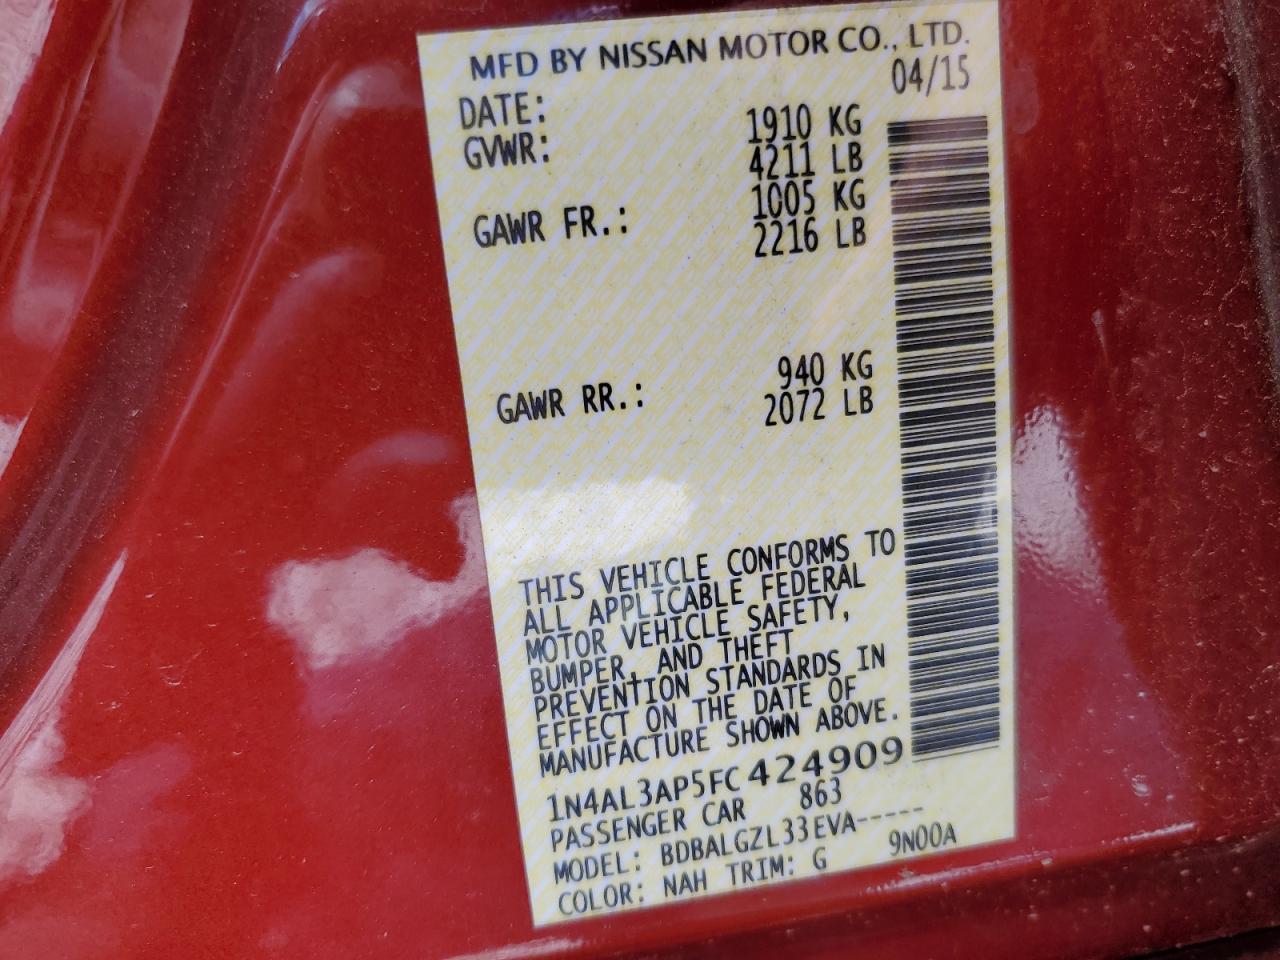 MFD BY NISSAN MOTOR CO., LTD.
DATE: 04/15
GVWR: 1910 KG
4211 LB
GAWR FR.: 1005 KG
2216 LB
GAWR RR.: 940 KG
2072 LB
THIS VEHICLE CONFORMS TO
ALL APPLICABLE FEDERAL
MOTOR VEHICLE SAFETY,
BUMPER, AND THEFT
PREVENTION STANDARDS IN
EFFECT ON THE DATE OF
MANUFACTURE SHOWN ABOVE.
1N4AL3AP5FC424909
PASSENGER CAR 863
MODEL: BDBALGZL33EVA-----
COLOR: NAH TRIM: G 9N00A